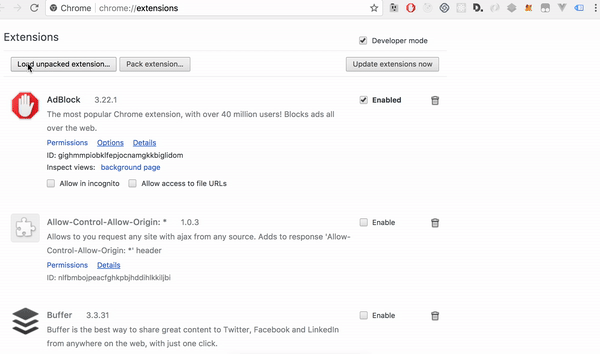 Chrome chrome://extensions
Extensions
Developer mode
Load unpacked extension... Pack extension... Update extensions now
AdBlock 3.22.1 Enabled
The most popular Chrome extension, with over 40 million users! Blocks ads all
over the web.
Permissions Options Details
ID: gighmmpiobklfepjocnamgkkbiglidom
Inspect views: background page
Allow in incognito Allow access to file URLs
Allow-Control-Allow-Origin: * 1.0.3 Enable
Allows to you request any site with ajax from any source. Adds to response 'Allow-
Control-Allow-Origin: *' header
Permissions Details
ID: nlfbmbojpeacfghkpbjhddihlkkiljbi
Buffer 3.3.31 Enable
Buffer is the best way to share great content to Twitter, Facebook and LinkedIn
from anywhere on the web, with just one click.